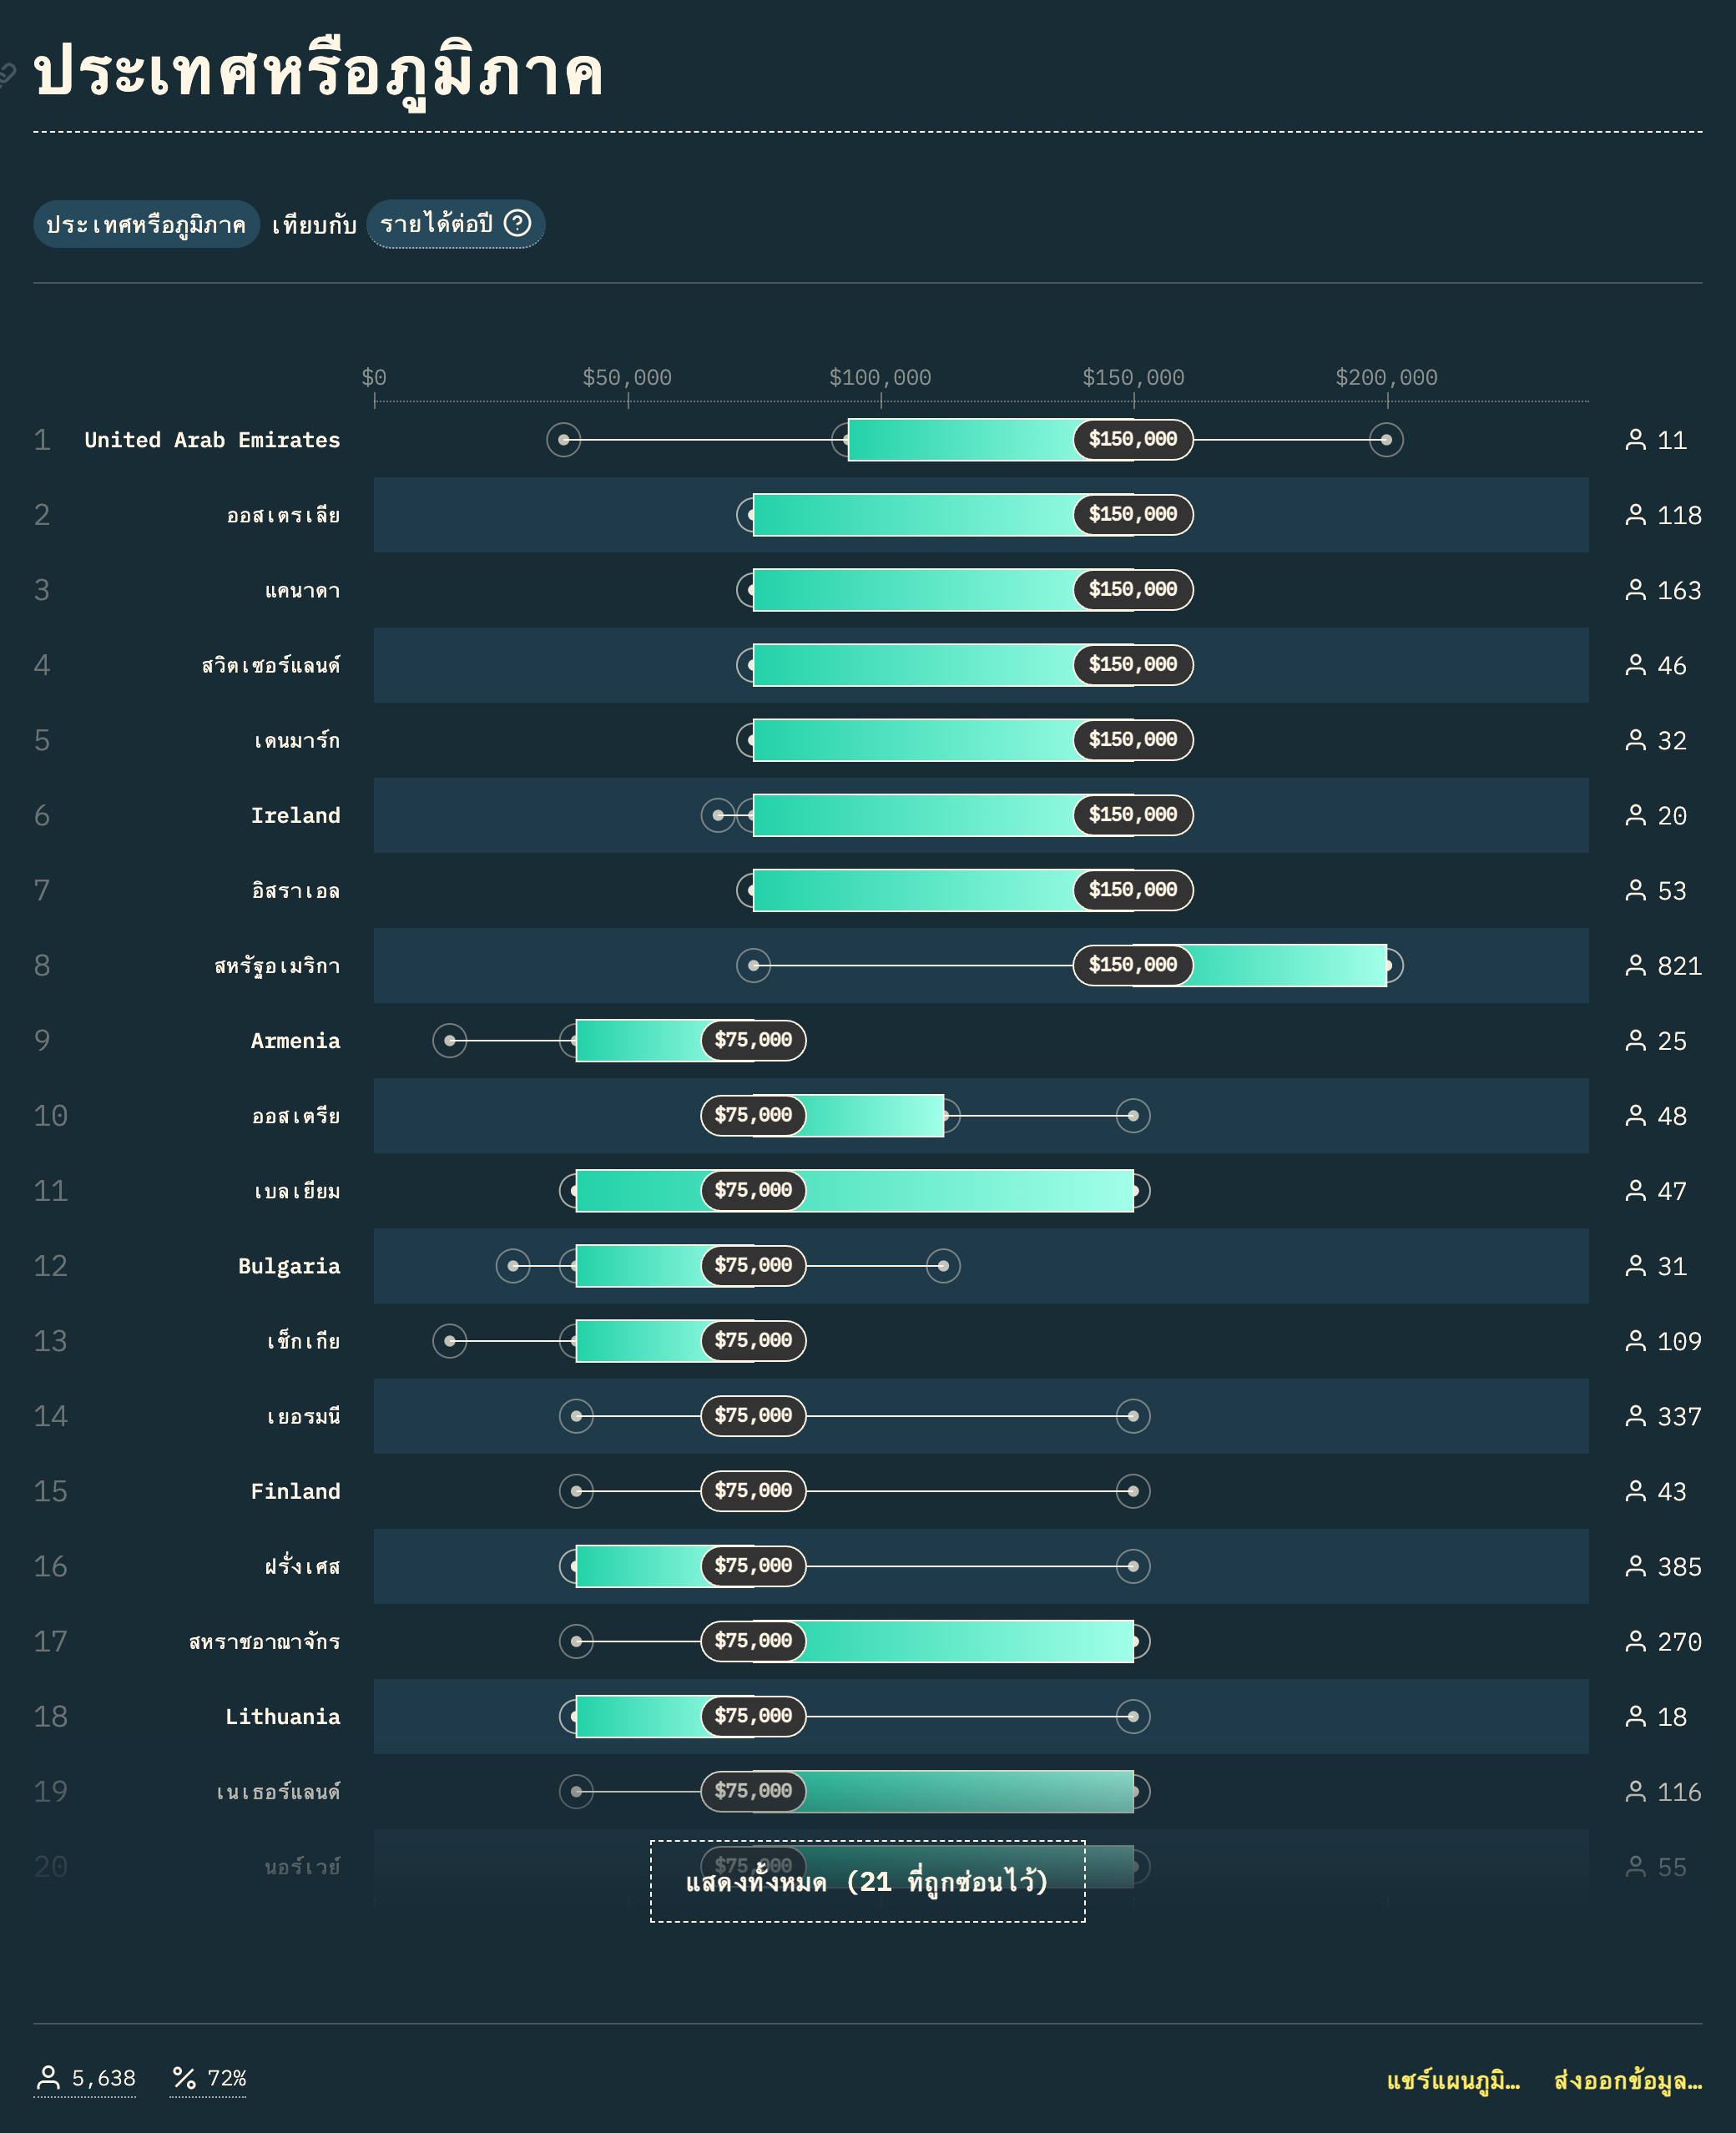 ประเทศหรือภูมิภาค
ประเทศหรือภูมิภาค เทียบกับ รายได้ต่อปี ?
$0 $50,000 $100,000 $150,000 $200,000
1 United Arab Emirates $150,000 11
2 ออสเตรเลีย $150,000 118
3 แคนาดา $150,000 163
4 สวิตเซอร์แลนด์ $150,000 46
5 เดนมาร์ก $150,000 32
6 Ireland $150,000 20
7 อิสราเอล $150,000 53
8 สหรัฐอเมริกา $150,000 821
9 Armenia $75,000 25
10 ออสเตรีย $75,000 48
11 เบลเยียม $75,000 47
12 Bulgaria $75,000 31
13 เช็กเกีย $75,000 109
14 เยอรมนี $75,000 337
15 Finland $75,000 43
16 ฝรั่งเศส $75,000 385
17 สหราชอาณาจักร $75,000 270
18 Lithuania $75,000 18
19 เนเธอร์แลนด์ $75,000 116
20 นอร์เวย์ $75,000 55
แสดงทั้งหมด (21 ที่ถูกซ่อนไว้)
5,638 72% แชร์แผนภูมิ… ส่งออกข้อมูล…